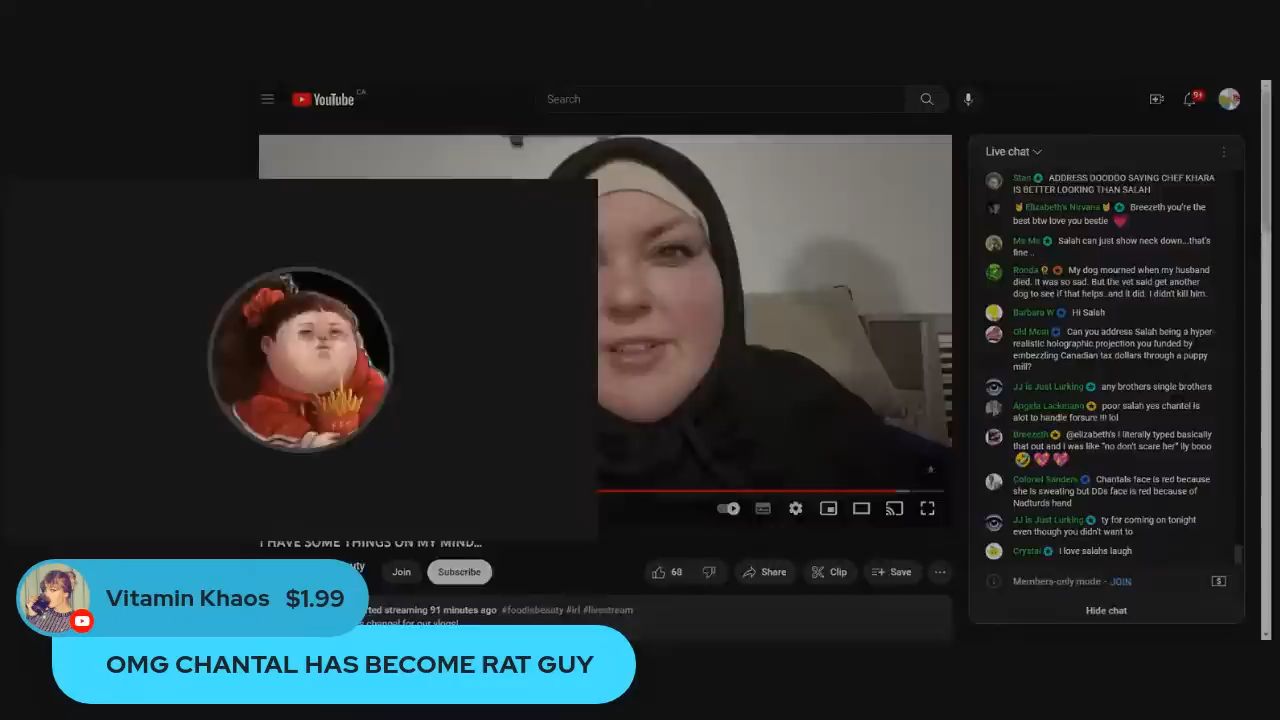 YouTube CA
Search
9+
Live chat
Stan ADDRESS DOODOO SAYING CHEF KHARA
IS BETTER LOOKING THAN SALAH
Elizabeth's Nirvana Breezeth you're the
best btw love you bestie
Me Me Salah can just show neck down...that's
fine ..
Ronda My dog mourned when my husband
died. It was so sad. But the vet said get another
dog to see if that helps..and it did. I didn't kill him.
Barbara W Hi Salah
Old Mom Can you address Salah being a hyper-
realistic holographic projection you funded by
embezzling Canadian tax dollars through a puppy
mill?
JJ is Just Lurking any brothers single brothers
Angela Lackmann poor salah yes chantel is
alot to handle forsure !!! lol
Breezeth @elizabeth's I literally typed basically
that out and I was like "no don't scare her" lly booo
Colonel Sanders Chantals face is red because
she is sweating but DDs face is red because of
Nadturds hand
JJ is Just Lurking ty for coming on tonight
even though you didn't want to
Crystal I love salahs laugh
Members-only mode - JOIN
Hide chat
I HAVE SOME THINGS ON MY MIND...
Join
Subscribe
68
Share
Clip
Save
streaming 91 minutes ago #foodiebeauty #irl #livestream
for our vlogs!
Vitamin Khaos $1.99
OMG CHANTAL HAS BECOME RAT GUY